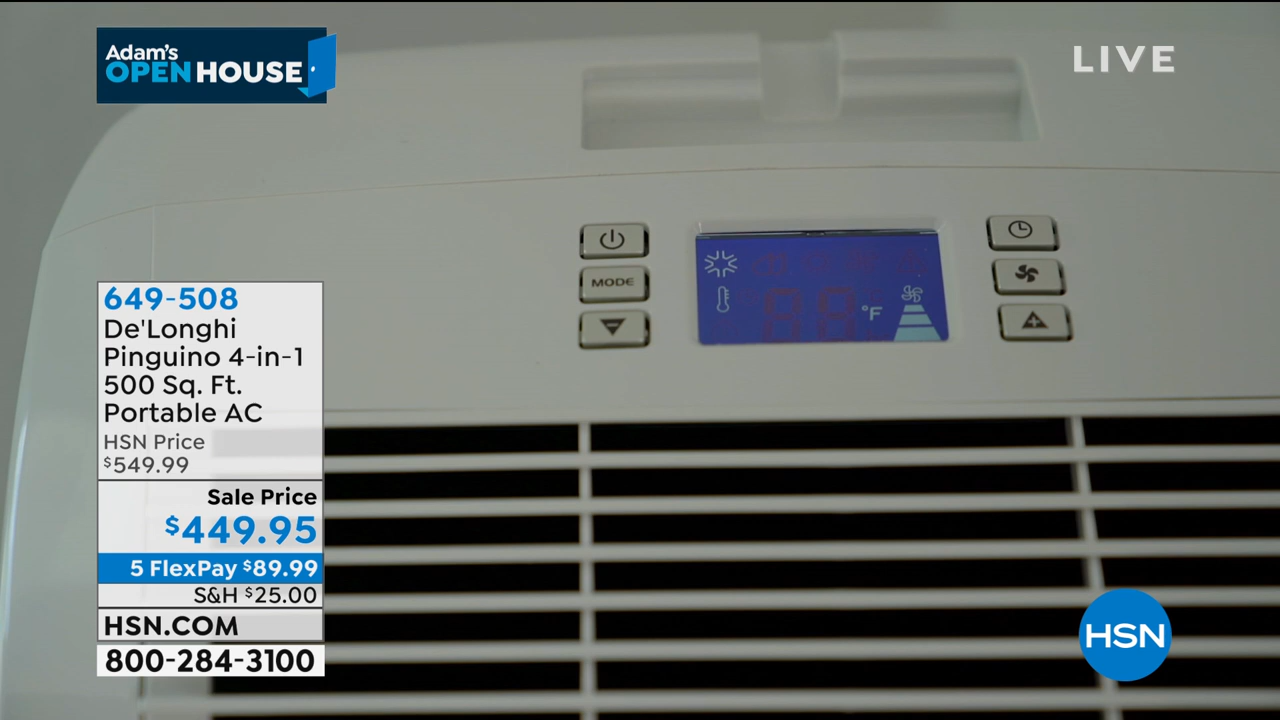 Adam's
OPEN HOUSE
LIVE
MODE
°F
649-508
De'Longhi
Pinguino 4-in-1
500 Sq. Ft.
Portable AC
HSN Price
$549.99
Sale Price
$449.95
5 FlexPay $89.99
S&H $25.00
HSN.COM
800-284-3100
HSN